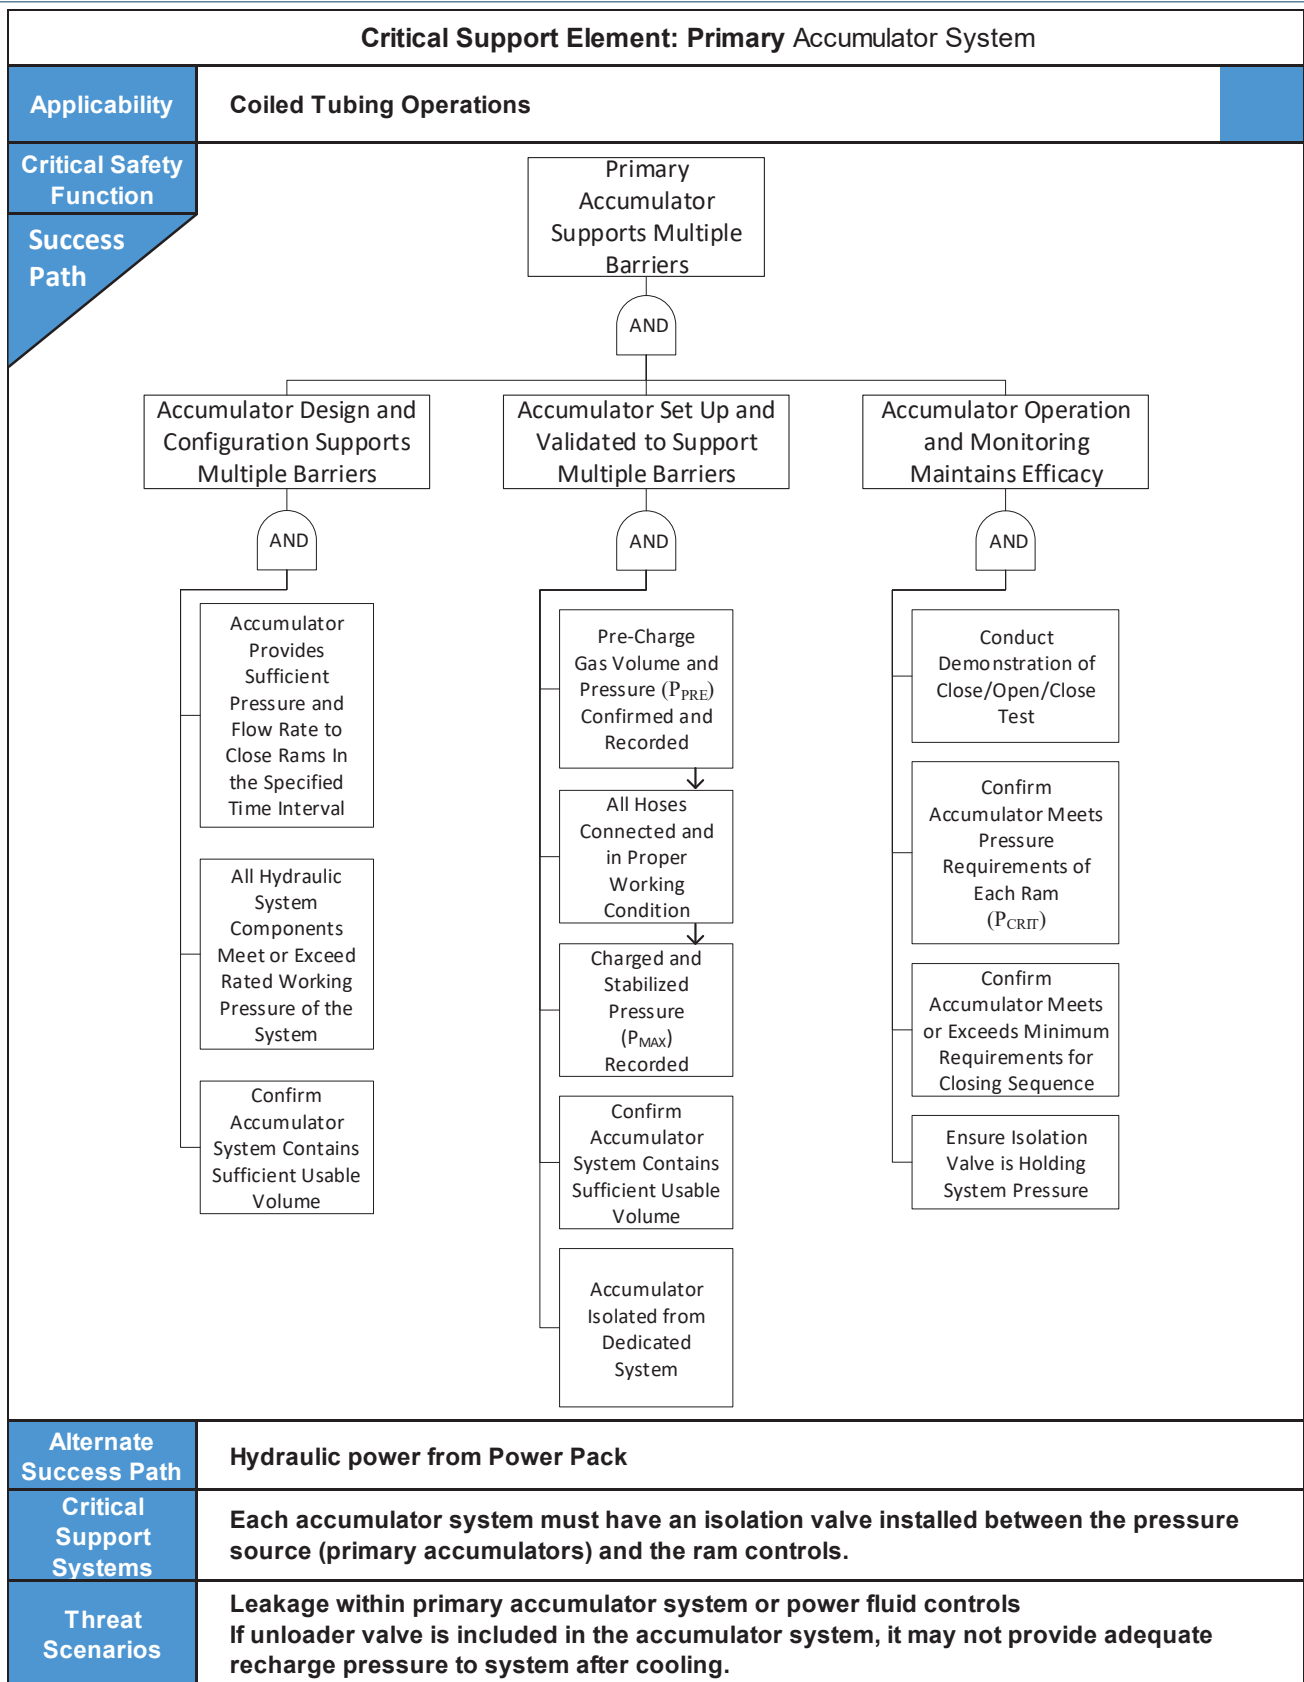 Critical Support Element: Primary Accumulator System
Applicability
Coiled Tubing Operations
Critical Safety
Function
Success
Path
Primary
Accumulator
Supports Multiple
Barriers
AND
Accumulator Design and
Configuration Supports
Multiple Barriers
AND
Accumulator
Provides
Sufficient
Pressure and
Flow Rate to
Close Rams In
the Specified
Time Interval
All Hydraulic
System
Components
Meet or Exceed
Rated Working
Pressure of the
System
Confirm
Accumulator
System Contains
Sufficient Usable
Volume
Accumulator Set Up and
Validated to Support
Multiple Barriers
AND
Pre-Charge
Gas Volume and
Pressure (PPRE)
Confirmed and
Recorded
All Hoses
Connected and
in Proper
Working
Condition
Charged and
Stabilized
Pressure
(PMAX)
Recorded
Confirm
Accumulator
System Contains
Sufficient Usable
Volume
Accumulator
Isolated from
Dedicated
System
Accumulator Operation
and Monitoring
Maintains Efficacy
AND
Conduct
Demonstration of
Close/Open/Close
Test
Confirm
Accumulator Meets
Pressure
Requirements of
Each Ram
(PCRIT)
Confirm
Accumulator Meets
or Exceeds Minimum
Requirements for
Closing Sequence
Ensure Isolation
Valve is Holding
System Pressure
Alternate
Success Path
Hydraulic power from Power Pack
Critical
Support
Systems
Each accumulator system must have an isolation valve installed between the pressure
source (primary accumulators) and the ram controls.
Threat
Scenarios
Leakage within primary accumulator system or power fluid controls
If unloader valve is included in the accumulator system, it may not provide adequate
recharge pressure to system after cooling.